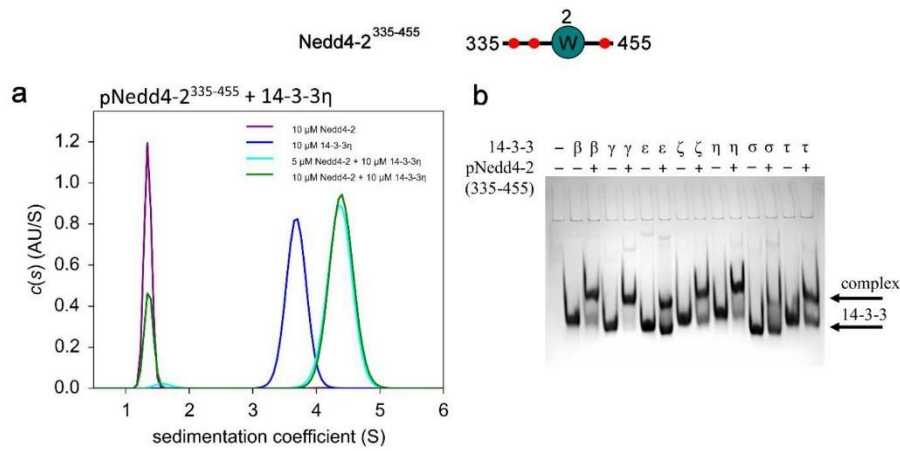 2
Nedd4-2³³⁵⁻⁴⁵⁵ 335 W 455
a b
pNedd4-2³³⁵⁻⁴⁵⁵ + 14-3-3η
10 µM Nedd4-2
10 µM 14-3-3η
5 µM Nedd4-2 + 10 µM 14-3-3η
10 µM Nedd4-2 + 10 µM 14-3-3η
1.2
1.0
0.8
0.6
0.4
0.2
0.0
c(s) (AU/S)
1 2 3 4 5 6
sedimentation coefficient (S)
14-3-3 – β β γ γ ε ε ζ ζ η η σ σ τ τ
pNedd4-2 – – + – + – + – + – + – + – +
(335-455)
complex
14-3-3